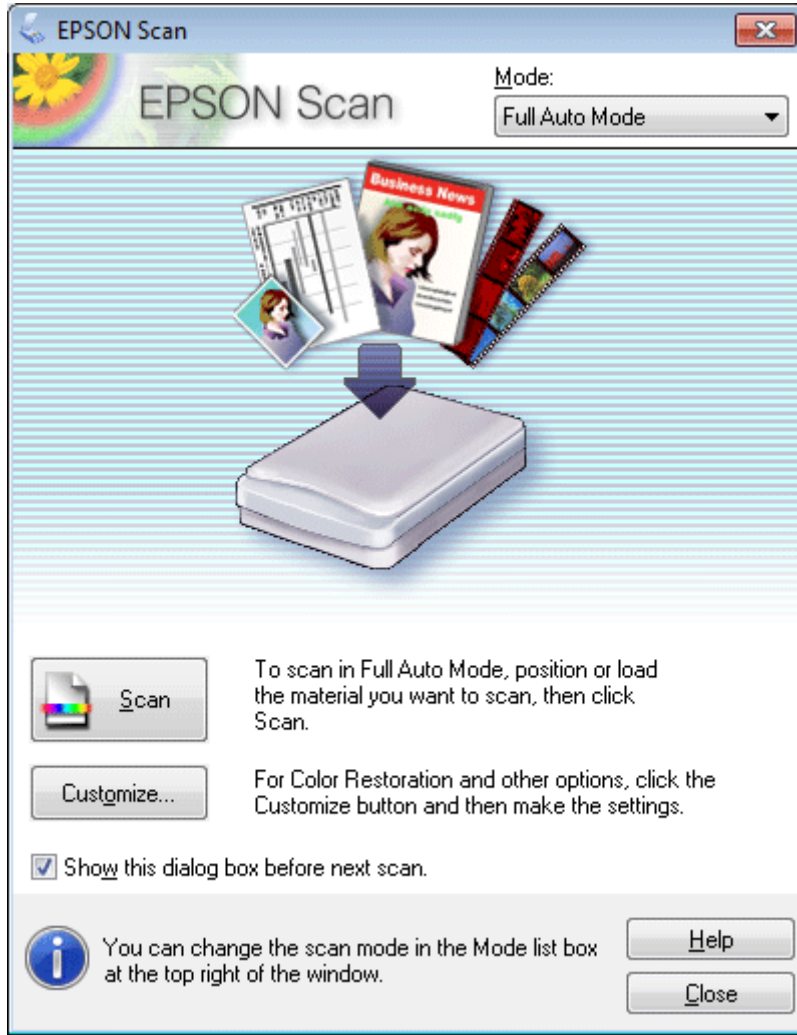 EPSON Scan
EPSON Scan
Mode:
Full Auto Mode
Business News
Scan
To scan in Full Auto Mode, position or load
the material you want to scan, then click
Scan.
Customize...
For Color Restoration and other options, click the
Customize button and then make the settings.
Show this dialog box before next scan.
You can change the scan mode in the Mode list box
at the top right of the window.
Help
Close